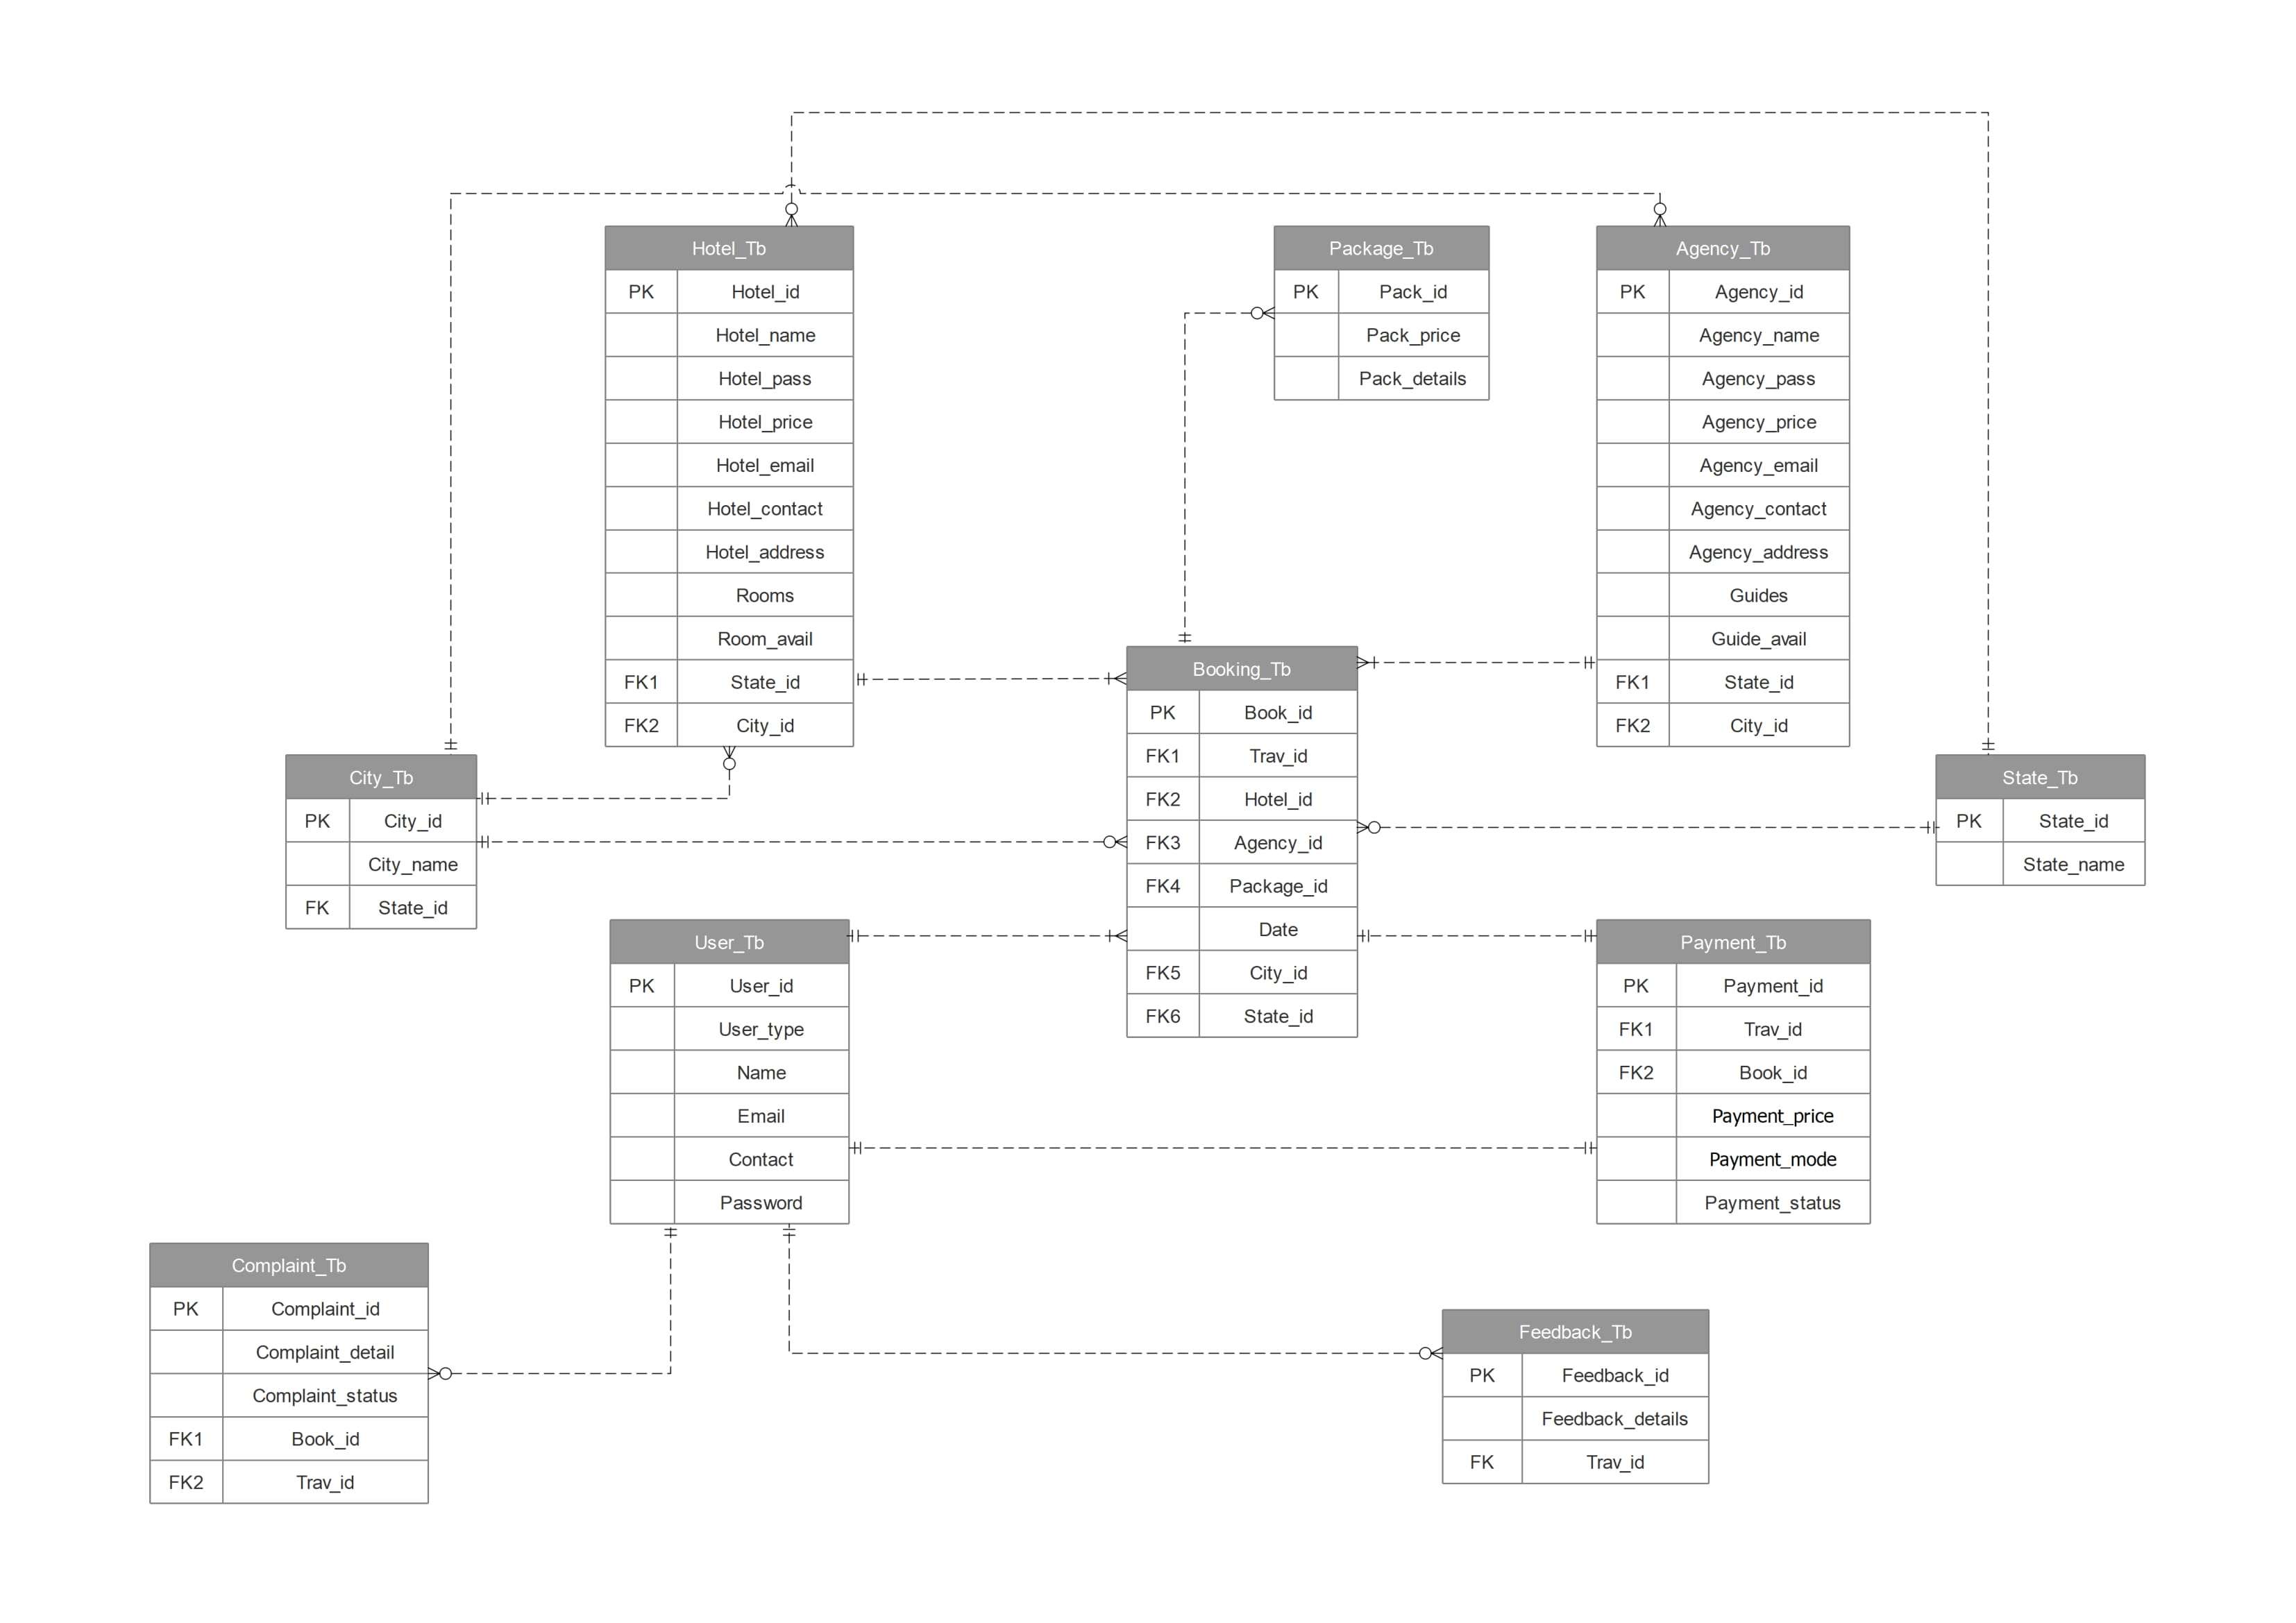 Hotel_Tb
PK Hotel_id
Hotel_name
Hotel_pass
Hotel_price
Hotel_email
Hotel_contact
Hotel_address
Rooms
Room_avail
FK1 State_id
FK2 City_id
Package_Tb
PK Pack_id
Pack_price
Pack_details
Agency_Tb
PK Agency_id
Agency_name
Agency_pass
Agency_price
Agency_email
Agency_contact
Agency_address
Guides
Guide_avail
FK1 State_id
FK2 City_id
Booking_Tb
PK Book_id
FK1 Trav_id
FK2 Hotel_id
FK3 Agency_id
FK4 Package_id
Date
FK5 City_id
FK6 State_id
City_Tb
PK City_id
City_name
FK State_id
State_Tb
PK State_id
State_name
User_Tb
PK User_id
User_type
Name
Email
Contact
Password
Payment_Tb
PK Payment_id
FK1 Trav_id
FK2 Book_id
Payment_price
Payment_mode
Payment_status
Complaint_Tb
PK Complaint_id
Complaint_detail
Complaint_status
FK1 Book_id
FK2 Trav_id
Feedback_Tb
PK Feedback_id
Feedback_details
FK Trav_id